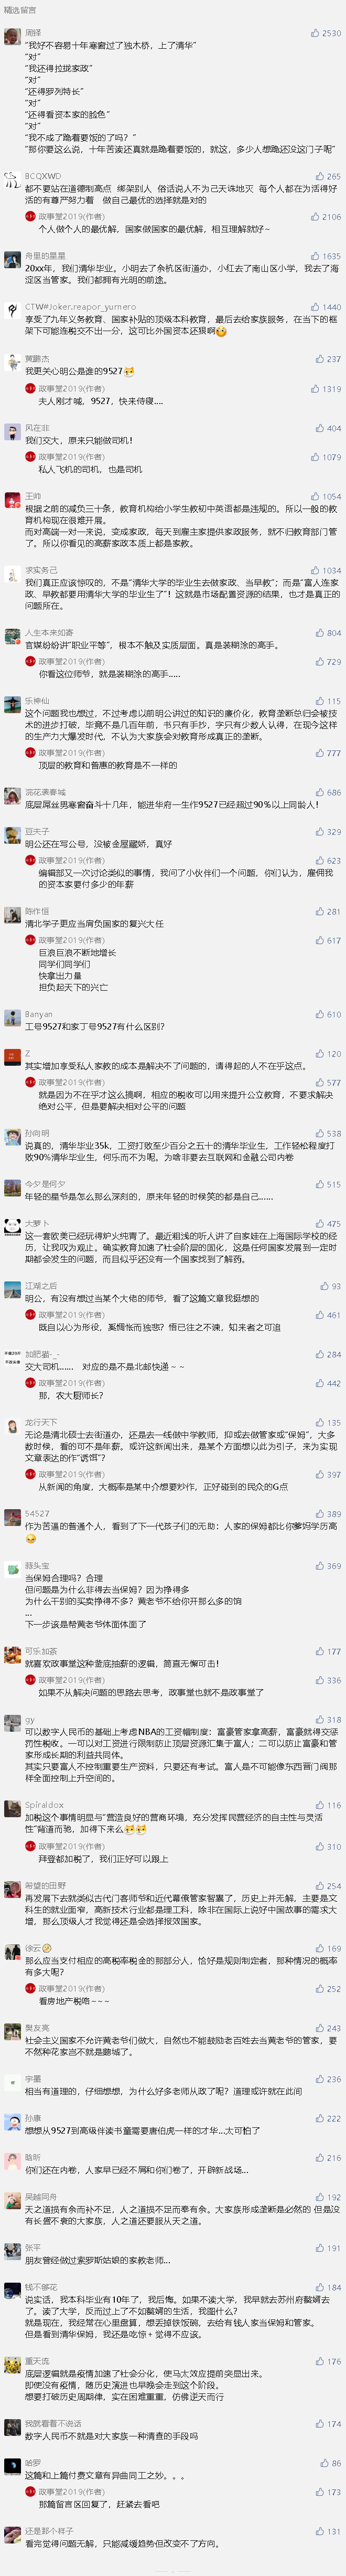 精选留言
周绎
2530
“我好不容易十年寒窗过了独木桥，上了清华”
“对”
“我还得拉拢家政”
“对”
“还得罗列特长”
“对”
“还得看资本家的脸色”
“对”
“我不成了跪着要饭的了吗？”
“那你要这么说，十年苦读还真就是跪着要饭的，就这，多少人想跪还没这门子呢”
BCQXWD
265
都不要站在道德制高点 绑架别人 俗话说人不为己天诛地灭 每个人都在为活得好
活的有尊严努力着 做自己最优的选择就是对的
政事堂2019(作者)
2106
个人做个人的最优解，国家做国家的最优解，相互理解就好~
舟里的星星
1635
20xx年，我们清华毕业。小明去了余杭区街道办，小红去了南山区小学，我去了海
淀区当管家。我们都拥有光明的前途。
CTW#Joker.reapor_yumero
1440
享受了九年义务教育、国家补贴的顶级本科教育，最后去给家族服务，在当下的框
架下可能连税交不出一分，这可比外国资本还狠啊
黄鹏杰
237
我更关心明公是谁的9527
政事堂2019(作者)
1319
夫人刚才喊，9527，快来侍寝....
风在非
404
我们交大，原来只能做司机！
政事堂2019(作者)
1079
私人飞机的司机，也是司机
王帅
1054
根据之前的减负三十条，教育机构给小学生教初中英语都是违规的。所以一般的教
育机构现在很难开展。
而对高端一对一来说，变成家政，每天到雇主家提供家政服务，就不归教育部门管
了。所以你看见的高薪家政本质上都是家教。
求实务己
1034
我们真正应该惊叹的，不是“清华大学的毕业生去做家政、当早教”；而是“富人连家
政、早教都要用清华大学的毕业生了”！这就是市场配置资源的结果，也才是真正的
问题所在。
人生本来如寄
804
官媒纷纷讲“职业平等”，根本不触及实质层面。真是装糊涂的高手。
政事堂2019(作者)
729
你看这位师爷，就是装糊涂的高手.....
乐神仙
115
这个问题我也想过，不过考虑以前明公讲过的知识的廉价化，教育垄断总归会被技
术的进步打破，毕竟不是几百年前，书只有手抄，学只有少数人认得，在现今这样
的生产力大爆发时代，不认为大家族会对教育形成真正的垄断。
政事堂2019(作者)
777
顶层的教育和普惠的教育是不一样的
浣花满春城
686
底层屌丝男寒窗奋斗十几年，能进华府一生作9527已经超过90%以上同龄人！
豆夫子
329
明公还在写公号，没被金屋藏娇，真好
政事堂2019(作者)
623
编辑部又一次讨论类似的事情，我问了小伙伴们一个问题，你们认为，雇佣我
的资本家要付多少的年薪
陈作恒
281
清北学子更应当肩负国家的复兴大任
政事堂2019(作者)
617
巨浪巨浪不断地增长
同学们同学们
快拿出力量
担负起天下的兴亡
Banyan
610
工号9527和家丁号9527有什么区别？
Z
120
其实增加享受私人家教的成本是解决不了问题的，请得起的人不在乎这点。
政事堂2019(作者)
577
就是因为不在乎才这么搞啊，相应的税收可以用来提升公立教育，不要求解决
绝对公平，但是要解决相对公平的问题
孙向明
538
说真的，清华毕业35k，工资打败至少百分之五十的清华毕业生，工作轻松程度打
败90%清华毕业生，何乐而不为呢。为啥非要去互联网和金融公司内卷
今夕是何夕
515
年轻的星爷是怎么那么深刻的，原来年轻的时候笑的都是自己......
大萝卜
475
这一套欧美已经玩得炉火纯青了。最近粗浅的听人讲了自家娃在上海国际学校的经
历，让我叹为观止。确实教育加速了社会阶层的固化，这是任何国家发展到一定时
期都会发生的问题，而且似乎还没有一个国家找到了解药。
江湖之后
93
明公，有没有想过当某个大佬的师爷，看了这篇文章我挺想的
政事堂2019(作者)
461
既自以心为形役，奚惆怅而独悲？悟已往之不谏，知来者之可追
加肥猫-_-
284
交大司机…… 对应的是不是北邮快递～～
政事堂2019(作者)
442
那，农大厨师长？
龙行天下
135
无论是清北硕士去街道办，还是去一线做中学教师，抑或去做管家或“保姆”，大多
数时候，看的可不是年薪。或许这新闻出来，是某个方面想以此为引子，来为实现
文章表达的作“诱饵”？
政事堂2019(作者)
397
从新闻的角度，大概率是某中介想要炒作，正好碰到的民众的G点
54527
389
作为苦逼的普通个人，看到了下一代孩子们的无助：人家的保姆都比你爹妈学历高
蒜头宝
369
当保姆合理吗？合理
但问题是为什么非得去当保姆？因为挣得多
为什么干别的买卖挣得不多？黄老爷不给你开那么多的饷
...
下一步该是帮黄老爷体面体面了
可乐加茶
177
就喜欢政事堂这种釜底抽薪的逻辑，简直无懈可击！
政事堂2019(作者)
336
如果不从解决问题的思路去思考，政事堂也就不是政事堂了
gy
318
可以数字人民币的基础上考虑NBA的工资帽制度：富豪管家拿高薪，富豪就得交惩
罚性税收。一可以对工资进行限制防止顶层资源汇集于富人；二可以防止富豪和管
家形成长期的利益共同体。
其实只要富人不控制重要生产资料，只要还有考试。富人是不可能像东西晋门阀那
样全面控制上升空间的。
Spiraldox
116
加税这个事情明显与“营造良好的营商环境，充分发挥民营经济的自主性与灵活
性”背道而驰，加得下来么
政事堂2019(作者)
310
拜登都加税了，我们正好可以跟上
希望的田野
254
再发展下去就类似古代门客师爷和近代幕僚管家智囊了，历史上并无解，主要是文
科生的就业面窄，高新技术行业都是理工科，除非在国际上说好中国故事的需求大
增，那么顶级人才我觉得还是会选择报效国家。
徐云
169
那么应当支付相应的高税率税金的那部分人，恰好是规则制定者，那种情况的概率
有多大呢？
政事堂2019(作者)
252
看房地产税咯~~~
樊友亮
243
社会主义国家不允许黄老爷们做大，自然也不能鼓励老百姓去当黄老爷的管家，要
不然种花家岂不就是鹅城了。
宇墨
236
相当有道理的，仔细想想，为什么好多老师从政了呢？道理或许就在此间
孙康
222
想想从9527到高级伴读书童需要唐伯虎一样的才华...太可怕了
晗昕
216
你们还在内卷，人家早已经不屑和你们卷了，开辟新战场...
吴越同舟
192
天之道损有余而补不足，人之道损不足而奉有余。大家族形成垄断是必然的 但是没
有长盛不衰的大家族，人之道还要服从天之道。
张平
191
朋友曾经做过索罗斯姑娘的家教老师…
钱不够花
184
说实话，我本科毕业有10年了，我后悔。如果不读大学，我早就去苏州府赘婿去
了。读了大学，反而过上了不如赘婿的生活，我图什么？
就是现在，我经常在心里盘算，想丢掉铁饭碗，去给有钱人家当保姆和管家。
但是看到清华保姆，我还是吃惊＋觉得不应该。
重天流
176
底层逻辑就是疫情加速了社会分化，使马太效应提前突显出来。
即使没有疫情，随历史演进也早晚会走到这个阶段。
想要打破历史周期律，实在困难重重，仿佛逆天而行
我就看看不说话
174
数字人民币不就是对大家族一种清查的手段吗
哈罗
86
这篇和上篇付费文章有异曲同工之妙。。。
政事堂2019(作者)
173
那篇留言区回复了，赶紧去看吧
还是那个样子
131
看完觉得问题无解，只能减缓趋势但改变不了方向。